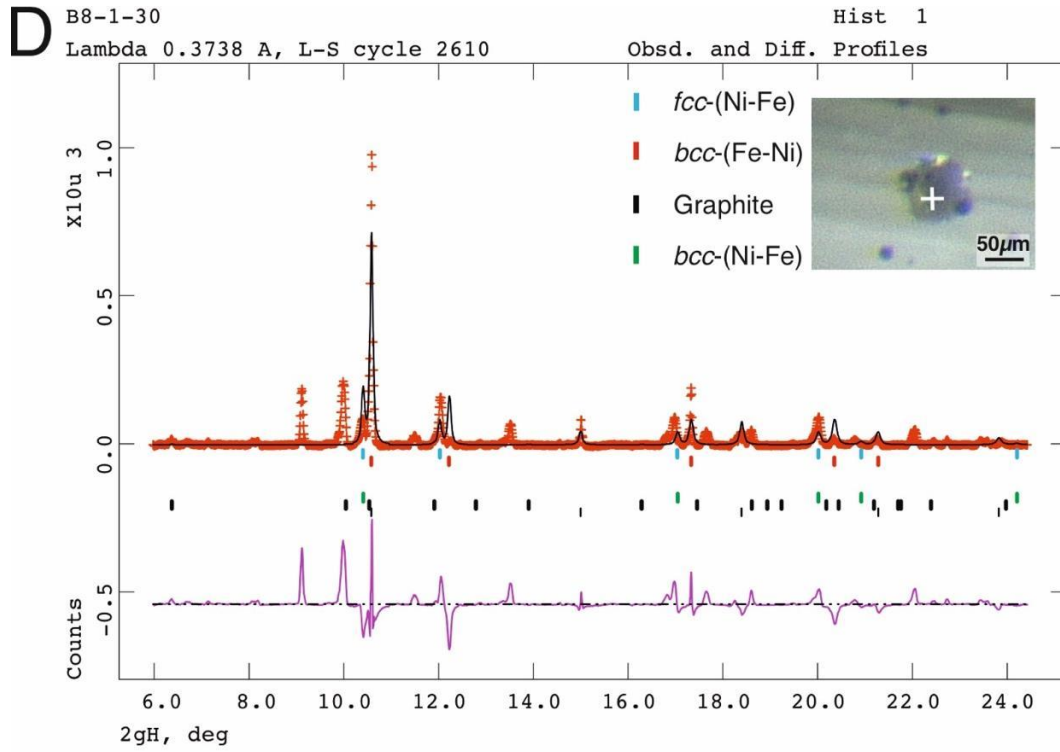 D
B8-1-30 Hist 1
Lambda 0.3738 A, L-S cycle 2610 Obsd. and Diff. Profiles
fcc-(Ni-Fe)
bcc-(Fe-Ni)
Graphite
bcc-(Ni-Fe)
50µm
X10u 3
1.0
0.5
0.0
-0.5
Counts
6.0 8.0 10.0 12.0 14.0 16.0 18.0 20.0 22.0 24.0
2gH, deg